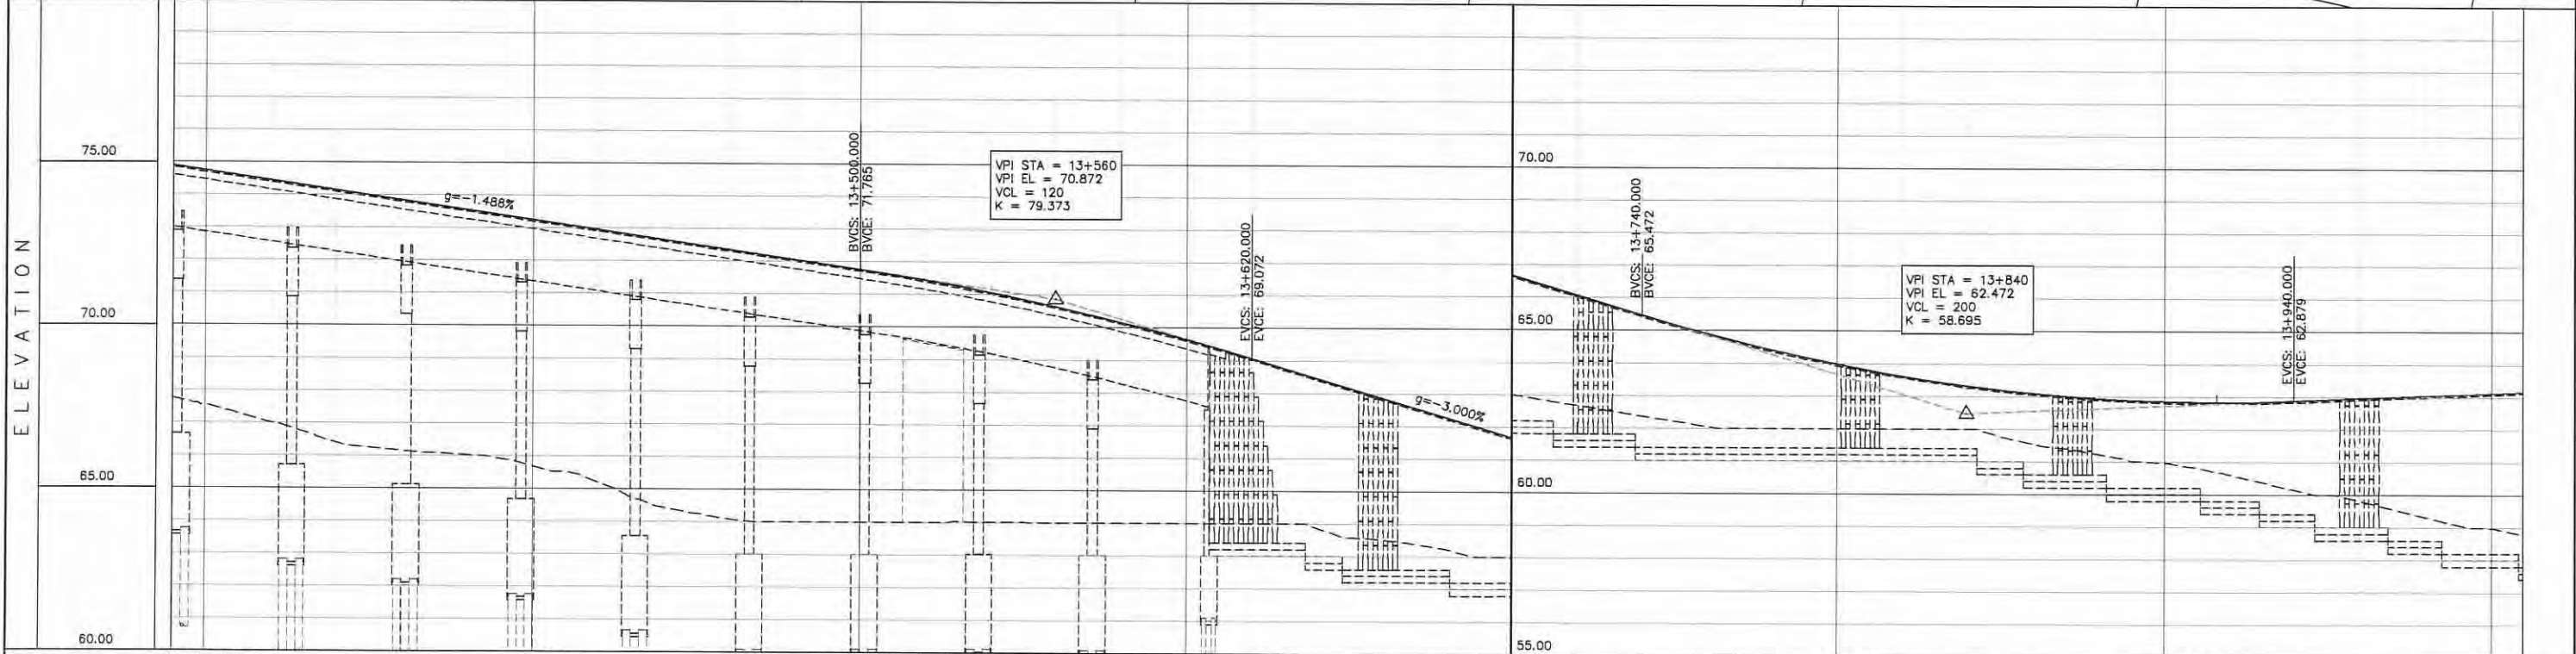 ELEVATION
75.00
70.00
65.00
60.00
g=-1.488%
BVCS: 13+500.000
BVCE: 71.765
VPI STA = 13+560
VPI EL = 70.872
VCL = 120
K = 79.373
EVCS: 13+620.000
EVCE: 69.072
g=-3.000%
70.00
65.00
60.00
55.00
BVCS: 13+740.000
BVCE: 65.472
VPI STA = 13+840
VPI EL = 62.472
VCL = 200
K = 58.695
EVCS: 13+940.000
EVCE: 62.879